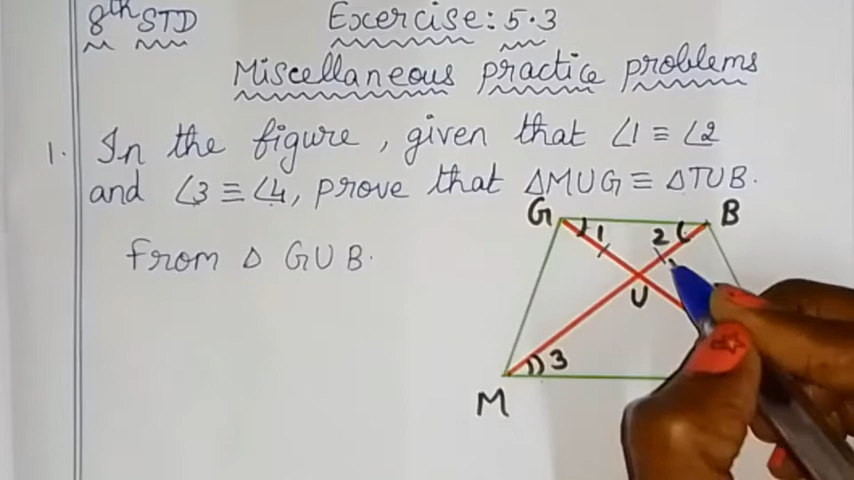 8th STD
Exercise: 5.3
Miscellaneous practice problems
1. In the figure, given that ∠1 ≡ ∠2
and ∠3 ≡ ∠4, prove that ΔMUG ≡ ΔTUB.
From Δ GUB.
G 1 2 B
U
3
M